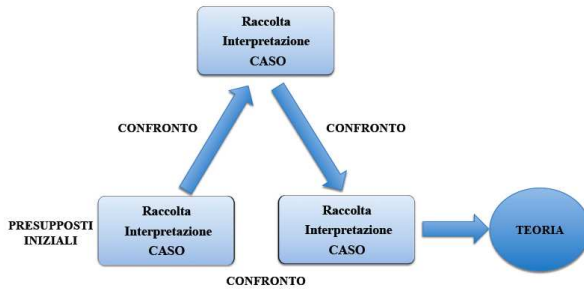 Raccolta
Interpretazione
CASO
CONFRONTO
CONFRONTO
PRESUPPOSTI
INIZIALI
Raccolta
Interpretazione
CASO
Raccolta
Interpretazione
CASO
TEORIA
CONFRONTO